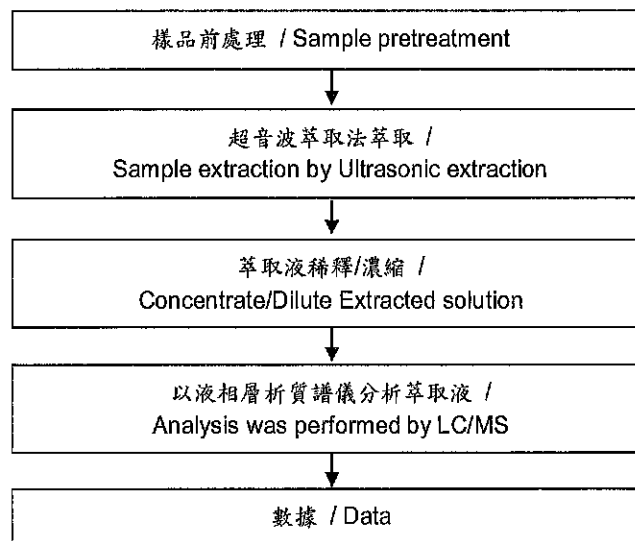 樣品前處理 / Sample pretreatment
超音波萃取法萃取 /
Sample extraction by Ultrasonic extraction
萃取液稀釋/濃縮 /
Concentrate/Dilute Extracted solution
以液相層析質譜儀分析萃取液 /
Analysis was performed by LC/MS
數據 / Data